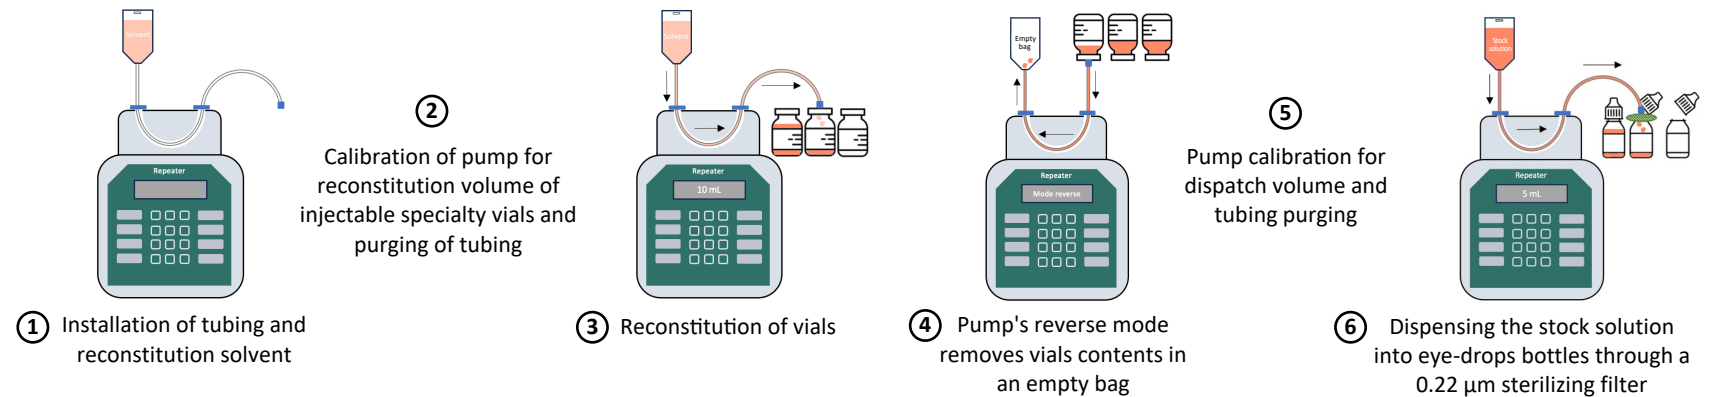 Solvent
Repeater
1 Installation of tubing and
reconstitution solvent
2
Calibration of pump for
reconstitution volume of
injectable specialty vials and
purging of tubing
Solvent
Repeater
10 mL
3 Reconstitution of vials
Empty
bag
Repeater
Mode reverse
4 Pump's reverse mode
removes vials contents in
an empty bag
5
Pump calibration for
dispatch volume and
tubing purging
Stock
solution
Repeater
5 mL
6 Dispensing the stock solution
into eye-drops bottles through a
0.22 µm sterilizing filter